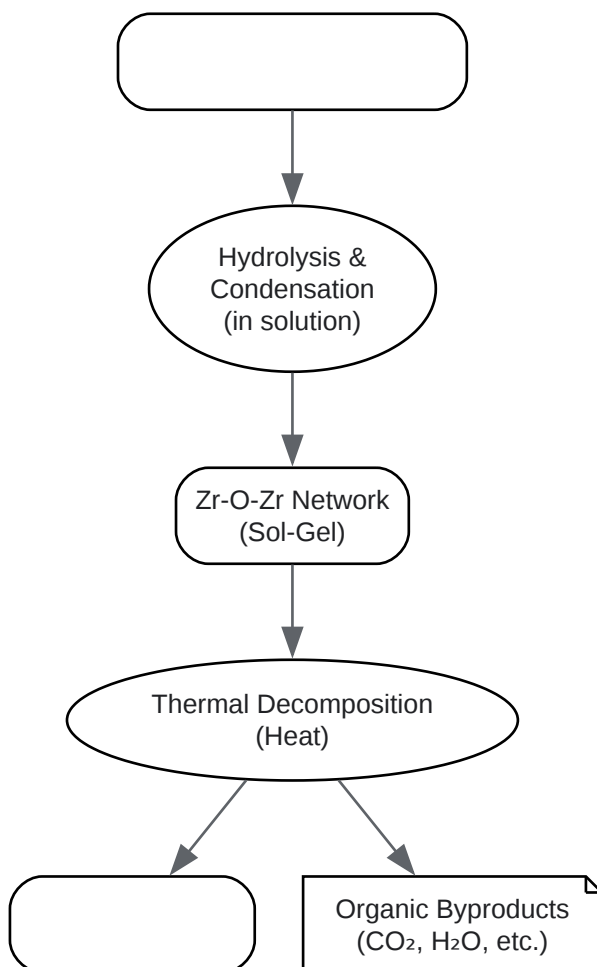 Hydrolysis &
Condensation
(in solution)
Zr-O-Zr Network
(Sol-Gel)
Thermal Decomposition
(Heat)
Organic Byproducts
(CO₂, H₂O, etc.)